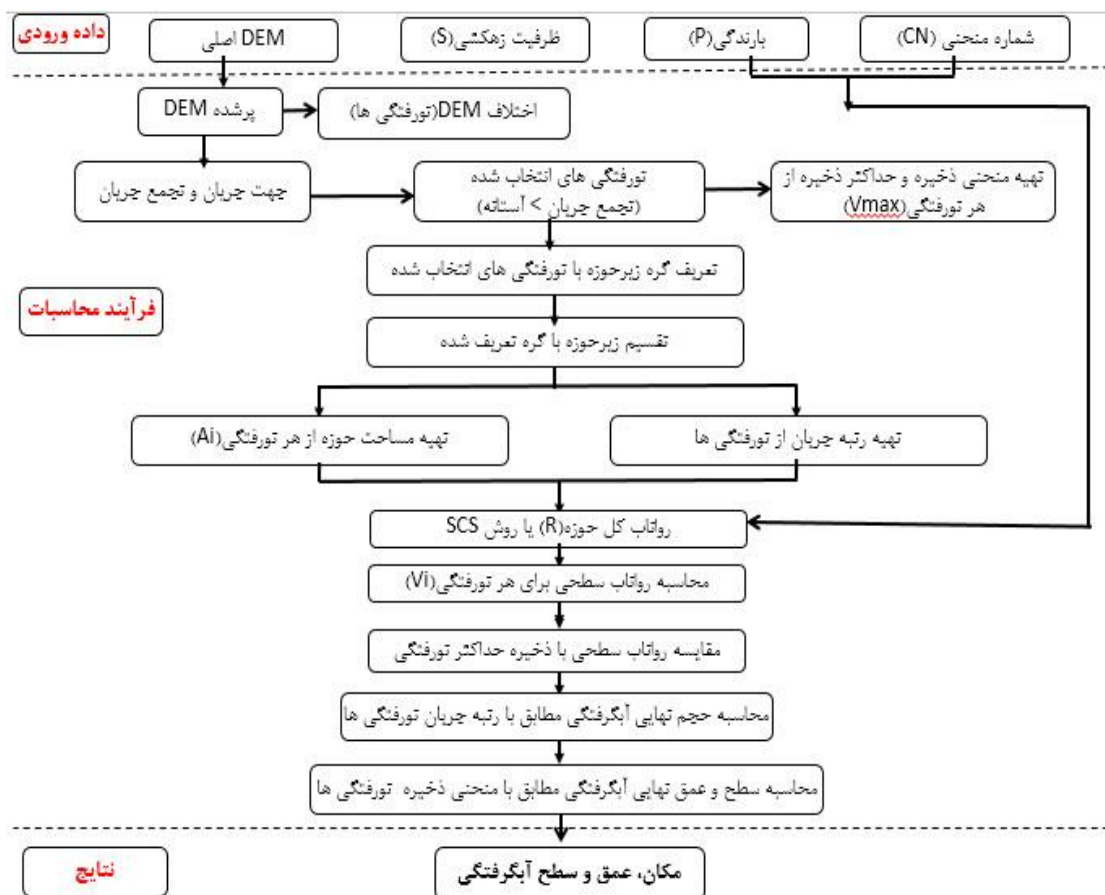 داده ورودی
شماره منحنی (CN)
بارندگی(P)
ظرفیت زهکشی(S)
DEM اصلی
پرشده DEM
اختلاف DEM(تورفتگی ها)
جهت جریان و تجمع جریان
تورفتگی های انتخاب شده
(تجمع جریان > آستانه)
تهیه منحنی ذخیره و حداکثر ذخیره از
هر تورفتگی(Vmax)
تعریف گره زیرحوزه با تورفتگی های انتخاب شده
فرآیند محاسبات
تقسیم زیرحوزه با گره تعریف شده
تهیه رتبه جریان از تورفتگی ها
تهیه مساحت حوزه از هر تورفتگی(Ai)
رواناب کل حوزه(R) با روش SCS
محاسبه رواناب سطحی برای هر تورفتگی(Vi)
مقایسه رواناب سطحی با ذخیره حداکثر تورفتگی
محاسبه حجم نهایی آبگرفتگی مطابق با رتبه جریان تورفتگی ها
محاسبه سطح و عمق نهایی آبگرفتگی مطابق با منحنی ذخیره تورفتگی ها
نتایج
مکان، عمق و سطح آبگرفتگی